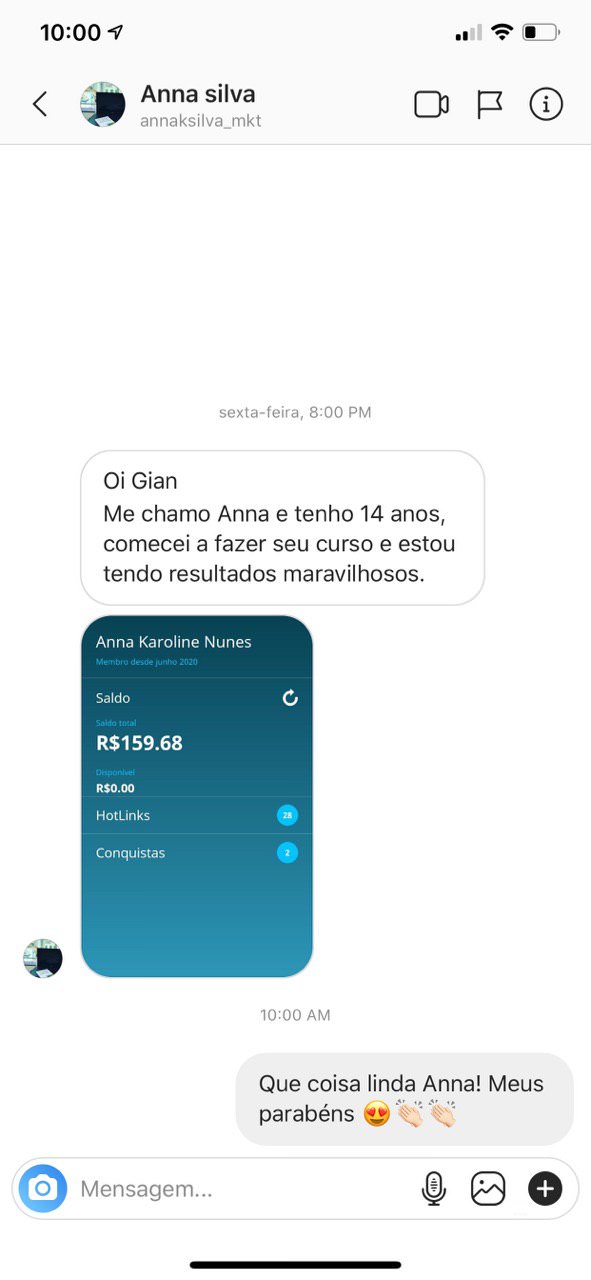 10:00
Anna silva
annaksilva_mkt
sexta-feira, 8:00 PM
Oi Gian
Me chamo Anna e tenho 14 anos,
comecei a fazer seu curso e estou
tendo resultados maravilhosos.
Anna Karoline Nunes
Membro desde junho 2020
Saldo
Saldo total
R$159.68
Disponível
R$0.00
HotLinks 28
Conquistas 2
10:00 AM
Que coisa linda Anna! Meus
parabéns 😍👏🏻👏🏻
Mensagem...